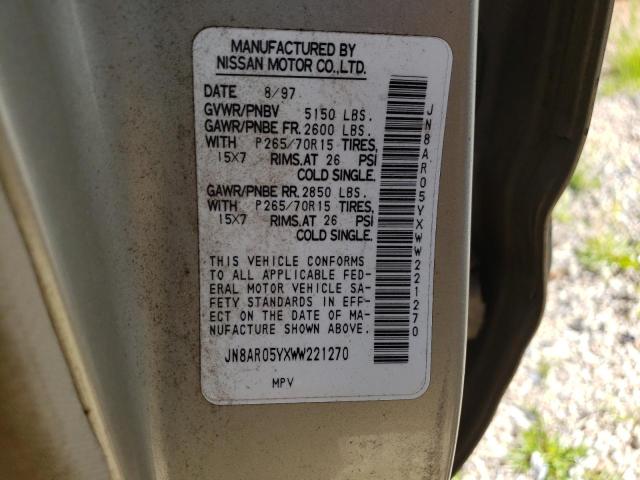 MANUFACTURED BY
NISSAN MOTOR CO.,LTD.
DATE 8/97
GVWR/PNBV 5150 LBS.
GAWR/PNBE FR. 2600 LBS.
WITH P265/70R15 TIRES,
15X7 RIMS, AT 26 PSI
COLD SINGLE.
GAWR/PNBE RR. 2850 LBS.
WITH P265/70R15 TIRES,
15X7 RIMS, AT 26 PSI
COLD SINGLE.
THIS VEHICLE CONFORMS
TO ALL APPLICABLE FED-
ERAL MOTOR VEHICLE SA-
FETY STANDARDS IN EFF-
ECT ON THE DATE OF MA-
NUFACTURE SHOWN ABOVE.
JN8AR05YXWW221270
MPV
JN8AR05YXWW221270